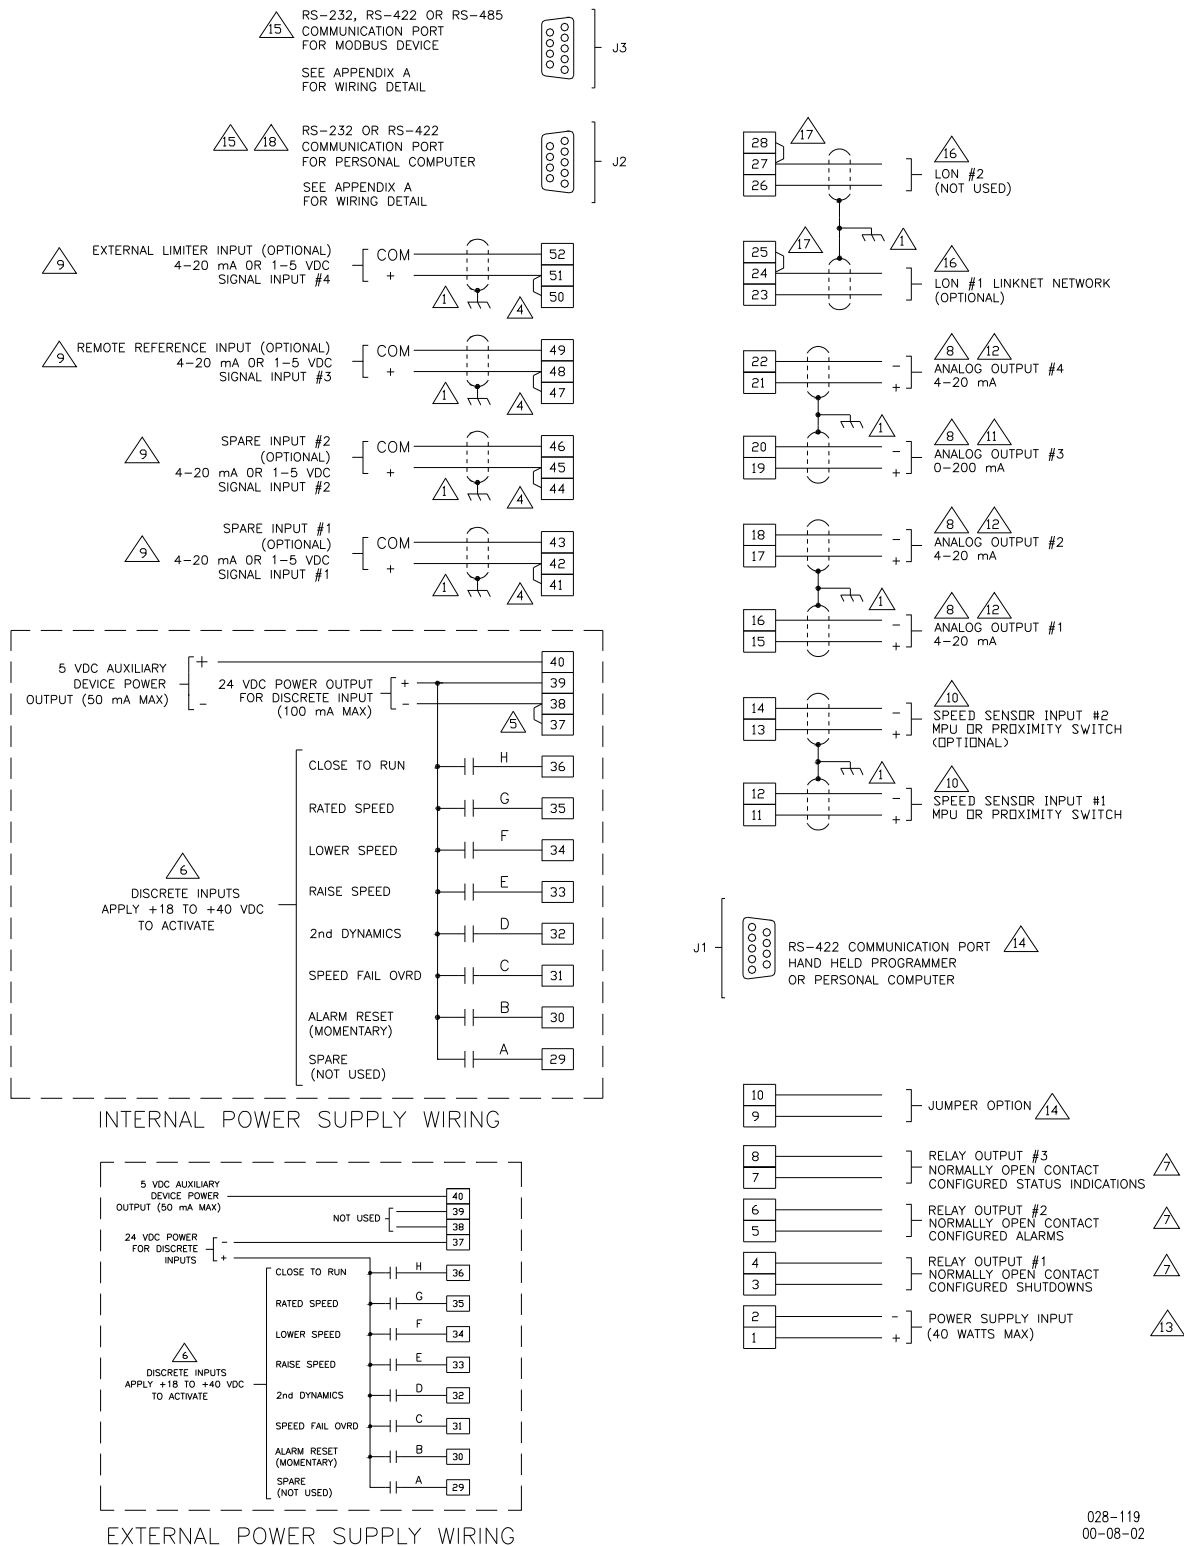 15
RS-232, RS-422 OR RS-485
COMMUNICATION PORT
FOR MODBUS DEVICE
SEE APPENDIX A
FOR WIRING DETAIL
J3
15 18
RS-232 OR RS-422
COMMUNICATION PORT
FOR PERSONAL COMPUTER
SEE APPENDIX A
FOR WIRING DETAIL
J2
9
EXTERNAL LIMITER INPUT (OPTIONAL)
4-20 mA OR 1-5 VDC
SIGNAL INPUT #4
COM
+
1
4
52
51
50
9
REMOTE REFERENCE INPUT (OPTIONAL)
4-20 mA OR 1-5 VDC
SIGNAL INPUT #3
COM
+
1
4
49
48
47
9
SPARE INPUT #2
(OPTIONAL)
4-20 mA OR 1-5 VDC
SIGNAL INPUT #2
COM
+
1
4
46
45
44
9
SPARE INPUT #1
(OPTIONAL)
4-20 mA OR 1-5 VDC
SIGNAL INPUT #1
COM
+
1
4
43
42
41
5 VDC AUXILIARY
DEVICE POWER
OUTPUT (50 mA MAX)
+
-
24 VDC POWER OUTPUT
FOR DISCRETE INPUT
(100 mA MAX)
+
-
5
40
39
38
37
6
DISCRETE INPUTS
APPLY +18 TO +40 VDC
TO ACTIVATE
CLOSE TO RUN H 36
RATED SPEED G 35
LOWER SPEED F 34
RAISE SPEED E 33
2nd DYNAMICS D 32
SPEED FAIL OVRD C 31
ALARM RESET
(MOMENTARY)
B 30
SPARE
(NOT USED)
A 29
INTERNAL POWER SUPPLY WIRING
5 VDC AUXILIARY
DEVICE POWER
OUTPUT (50 mA MAX)
NOT USED
24 VDC POWER
FOR DISCRETE
INPUTS
-
+
40
39
38
37
6
DISCRETE INPUTS
APPLY +18 TO +40 VDC
TO ACTIVATE
CLOSE TO RUN H 36
RATED SPEED G 35
LOWER SPEED F 34
RAISE SPEED E 33
2nd DYNAMICS D 32
SPEED FAIL OVRD C 31
ALARM RESET
(MOMENTARY)
B 30
SPARE
(NOT USED)
A 29
EXTERNAL POWER SUPPLY WIRING
28
27
26
17
16
LON #2
(NOT USED)
1
25
24
23
17
16
LON #1 LINKNET NETWORK
(OPTIONAL)
22
21
-
+
8 12
ANALOG OUTPUT #4
4-20 mA
1
20
19
-
+
8 11
ANALOG OUTPUT #3
0-200 mA
18
17
-
+
8 12
ANALOG OUTPUT #2
4-20 mA
1
16
15
-
+
8 12
ANALOG OUTPUT #1
4-20 mA
14
13
-
+
10
SPEED SENSOR INPUT #2
MPU OR PROXIMITY SWITCH
(OPTIONAL)
1
12
11
-
+
10
SPEED SENSOR INPUT #1
MPU OR PROXIMITY SWITCH
J1
RS-422 COMMUNICATION PORT 14
HAND HELD PROGRAMMER
OR PERSONAL COMPUTER
10
9
JUMPER OPTION 14
8
7
RELAY OUTPUT #3
NORMALLY OPEN CONTACT
CONFIGURED STATUS INDICATIONS
7
6
5
RELAY OUTPUT #2
NORMALLY OPEN CONTACT
CONFIGURED ALARMS
7
4
3
RELAY OUTPUT #1
NORMALLY OPEN CONTACT
CONFIGURED SHUTDOWNS
7
2
1
-
+
POWER SUPPLY INPUT
(40 WATTS MAX)
13
028-119
00-08-02